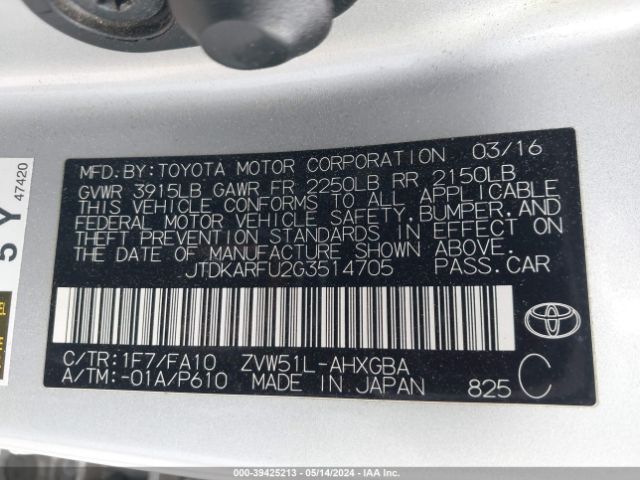 MFD. BY: TOYOTA MOTOR CORPORATION 03/16
GVWR 3915LB GAWR FR 2250LB RR 2150LB
THIS VEHICLE CONFORMS TO ALL APPLICABLE
FEDERAL MOTOR VEHICLE SAFETY, BUMPER, AND
THEFT PREVENTION STANDARDS IN EFFECT ON
THE DATE OF MANUFACTURE SHOWN ABOVE.
JTDKARFU2G3514705 PASS. CAR
C/TR: 1F7/FA10 ZVW51L-AHXGBA
A/TM: -01A/P610 MADE IN JAPAN 825 C
47420
5 Y
000-39425213 - 05/14/2024 - IAA, Inc.